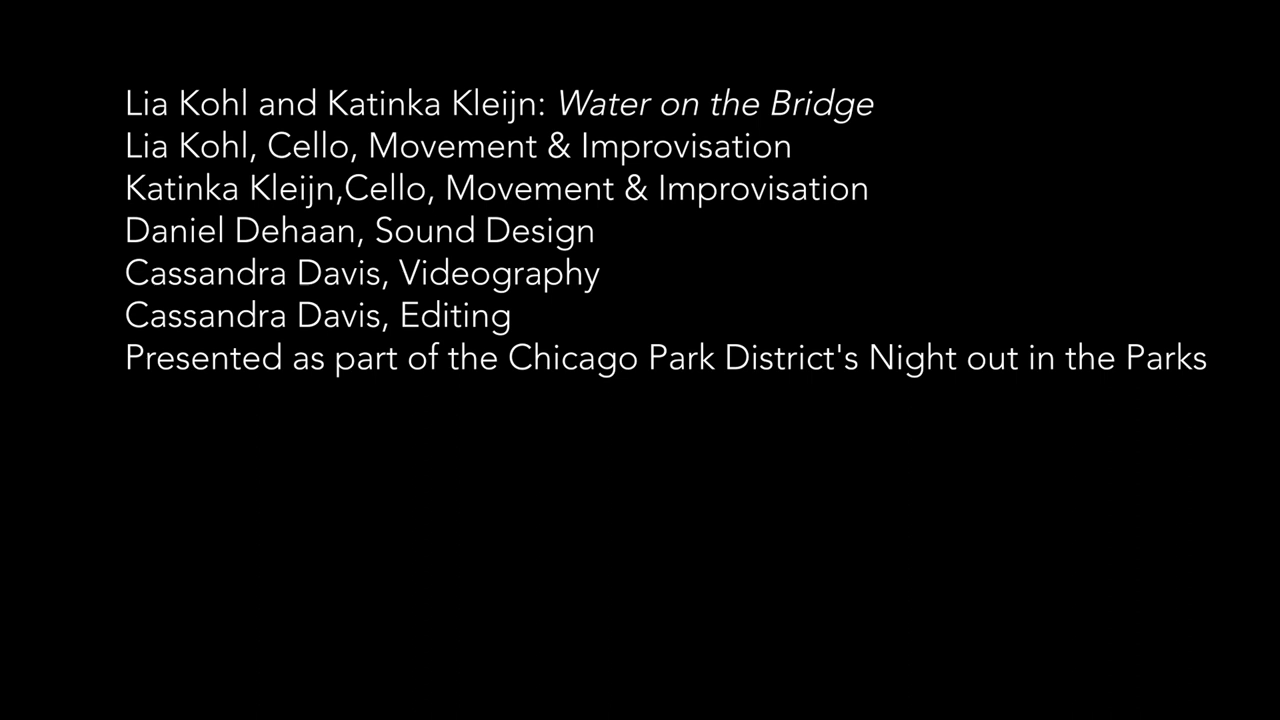 Lia Kohl and Katinka Kleijn: Water on the Bridge
Lia Kohl, Cello, Movement & Improvisation
Katinka Kleijn,Cello, Movement & Improvisation
Daniel Dehaan, Sound Design
Cassandra Davis, Videography
Cassandra Davis, Editing
Presented as part of the Chicago Park District's Night out in the Parks